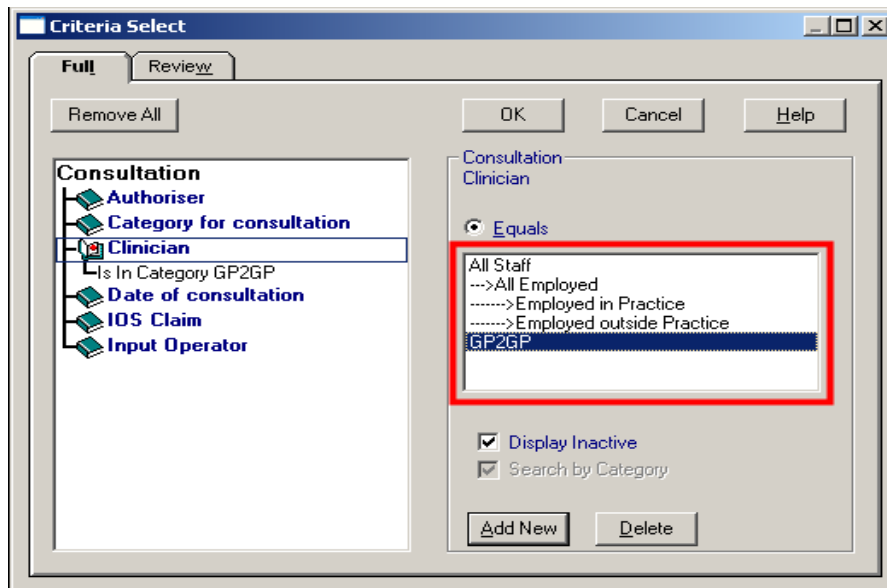 Criteria Select
Full Review
Remove All OK Cancel Help
Consultation
Authoriser
Category for consultation
Clinician
Is In Category GP2GP
Date of consultation
IOS Claim
Input Operator
Consultation
Clinician
Equals
All Staff
--->All Employed
------->Employed in Practice
------->Employed outside Practice
GP2GP
Display Inactive
Search by Category
Add New Delete